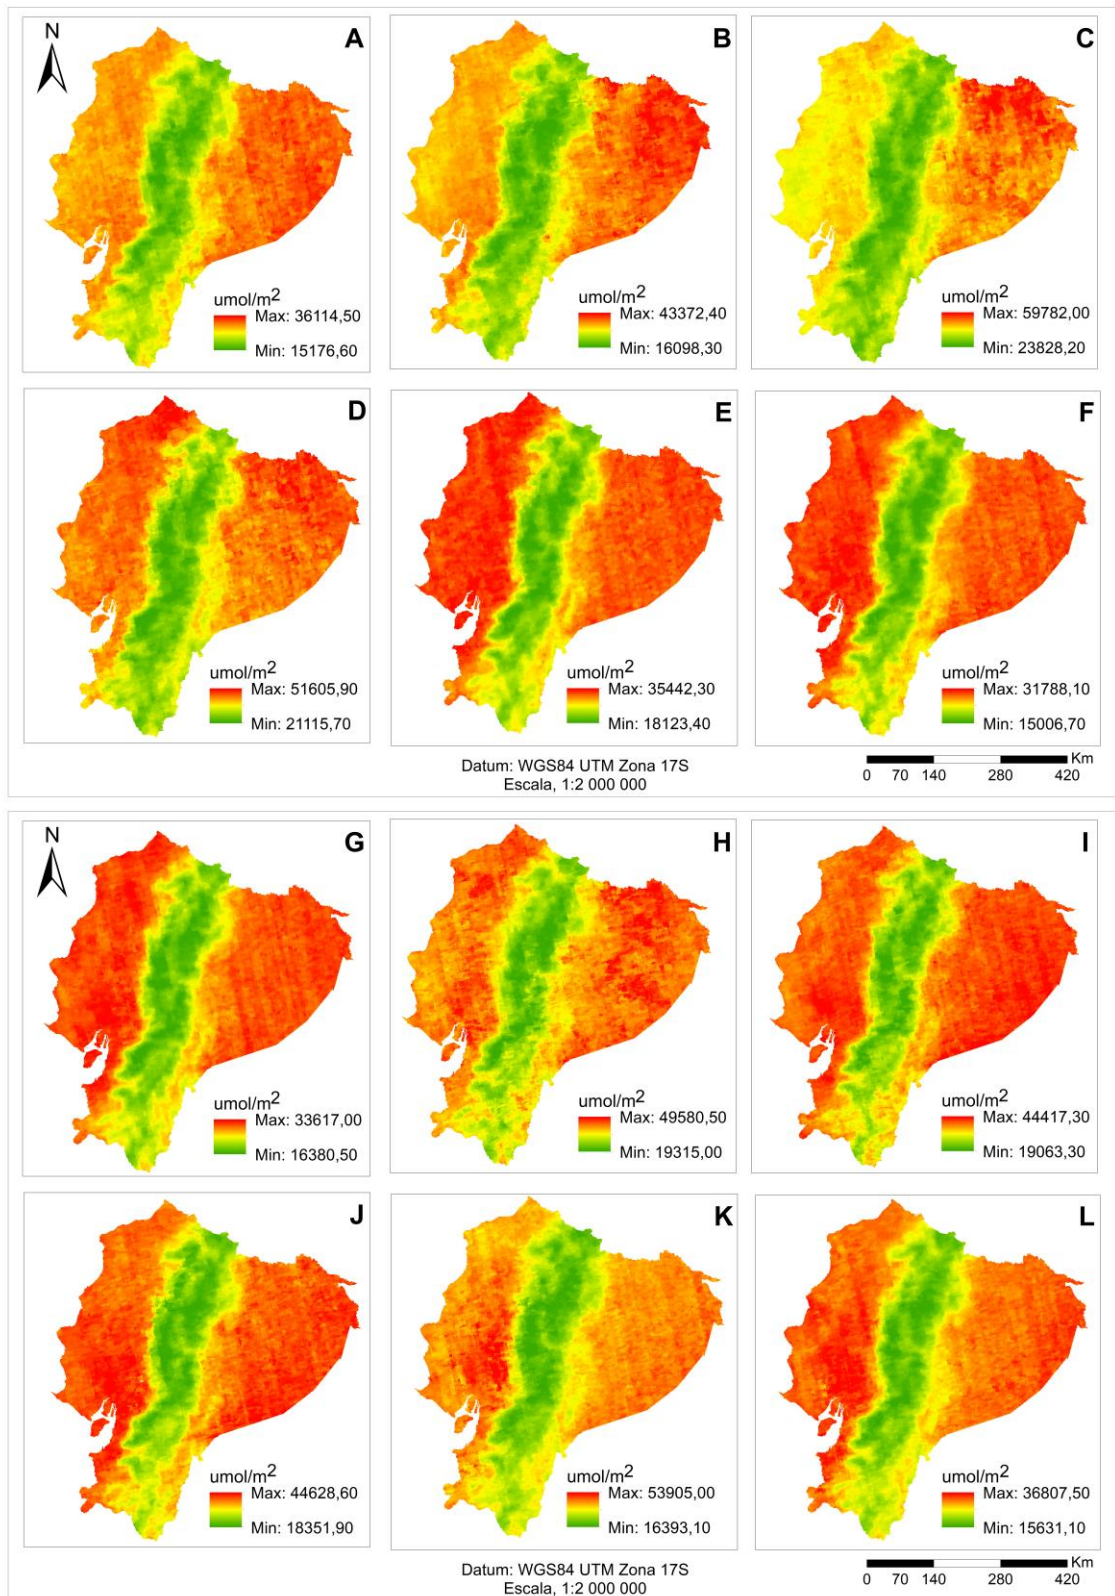 N
A
umol/m2
Max: 36114,50
Min: 15176,60
B
umol/m2
Max: 43372,40
Min: 16098,30
C
umol/m2
Max: 59782,00
Min: 23828,20
D
umol/m2
Max: 51605,90
Min: 21115,70
E
umol/m2
Max: 35442,30
Min: 18123,40
F
umol/m2
Max: 31788,10
Min: 15006,70
Datum: WGS84 UTM Zona 17S
Escala, 1:2 000 000
Km
0 70 140 280 420
N
G
umol/m2
Max: 33617,00
Min: 16380,50
H
umol/m2
Max: 49580,50
Min: 19315,00
I
umol/m2
Max: 44417,30
Min: 19063,30
J
umol/m2
Max: 44628,60
Min: 18351,90
K
umol/m2
Max: 53905,00
Min: 16393,10
L
umol/m2
Max: 36807,50
Min: 15631,10
Datum: WGS84 UTM Zona 17S
Escala, 1:2 000 000
Km
0 70 140 280 420